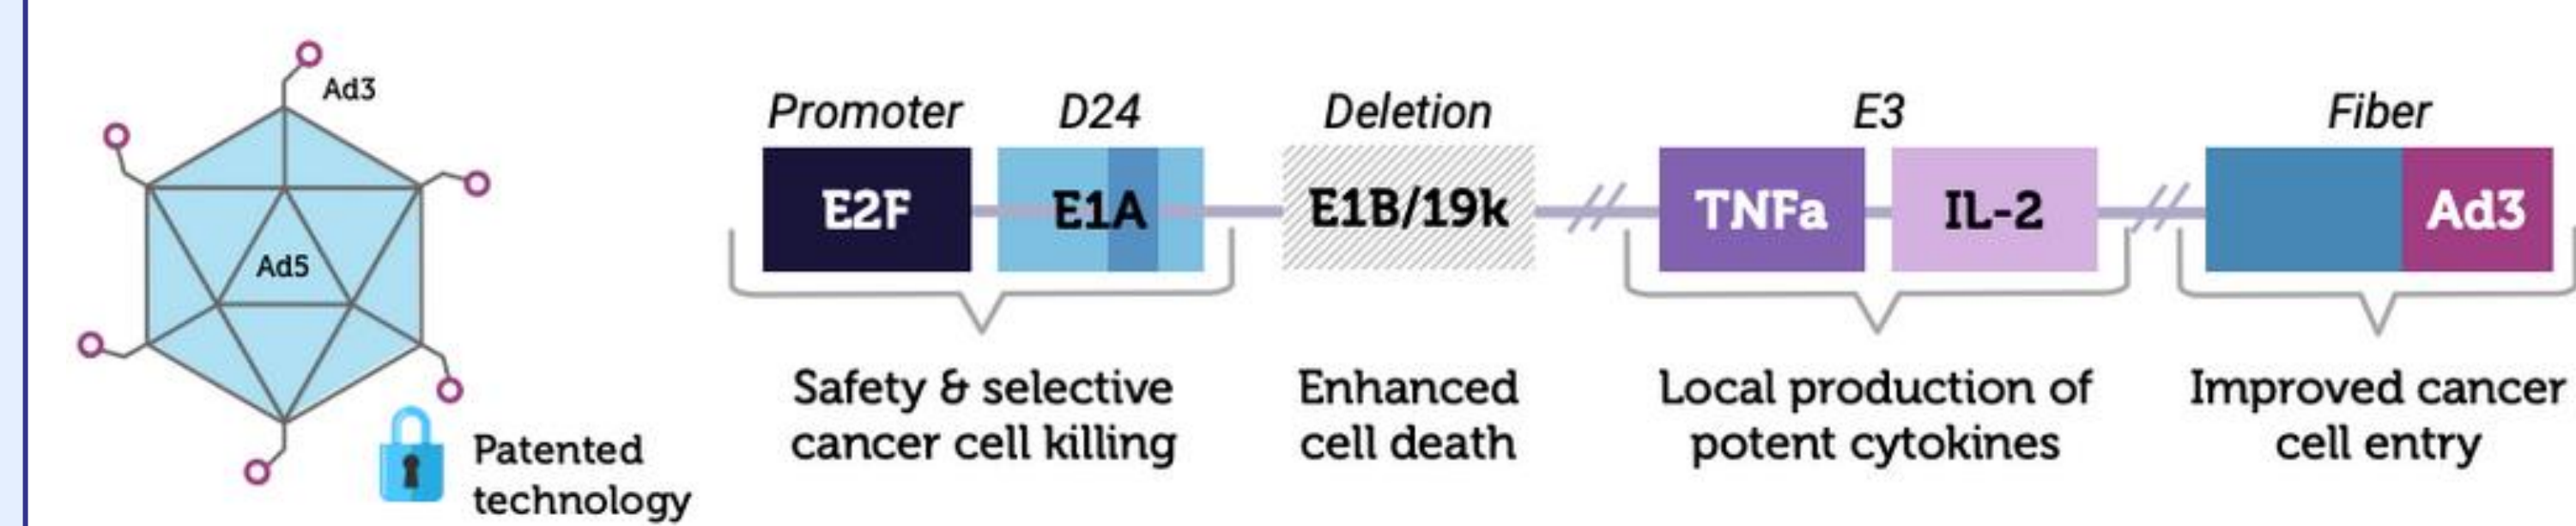 Ad3
Ad5
Patented
technology
Promoter D24 Deletion E3 Fiber
E2F E1A E1B/19k TNFa IL-2 Ad3
Safety & selective
cancer cell killing
Enhanced
cell death
Local production of
potent cytokines
Improved cancer
cell entry